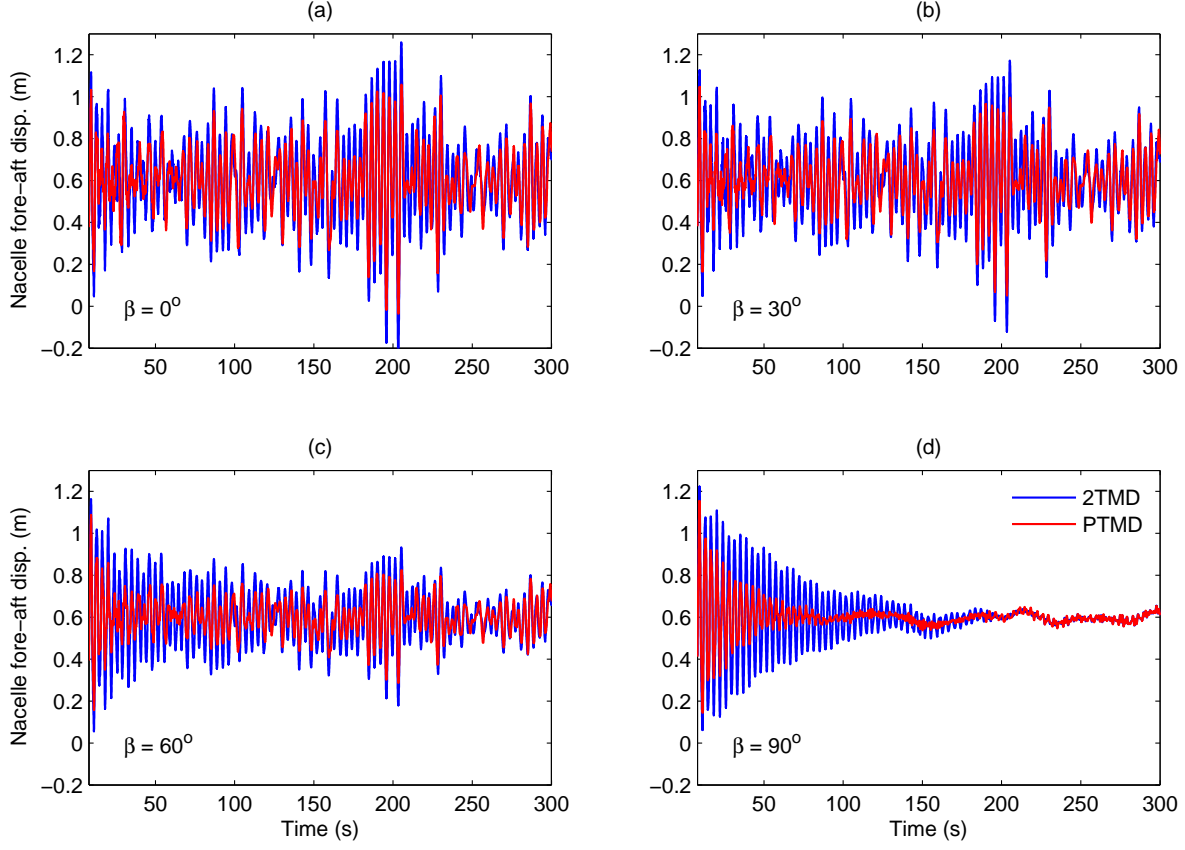 (a)
Nacelle fore−aft disp. (m)
1.2
1
0.8
0.6
0.4
0.2
0
−0.2
β = 0°
50 100 150 200 250 300
(b)
1.2
1
0.8
0.6
0.4
0.2
0
−0.2
β = 30°
50 100 150 200 250 300
(c)
Nacelle fore−aft disp. (m)
1.2
1
0.8
0.6
0.4
0.2
0
−0.2
β = 60°
50 100 150 200 250 300
Time (s)
(d)
1.2
1
0.8
0.6
0.4
0.2
0
−0.2
2TMD
PTMD
β = 90°
50 100 150 200 250 300
Time (s)